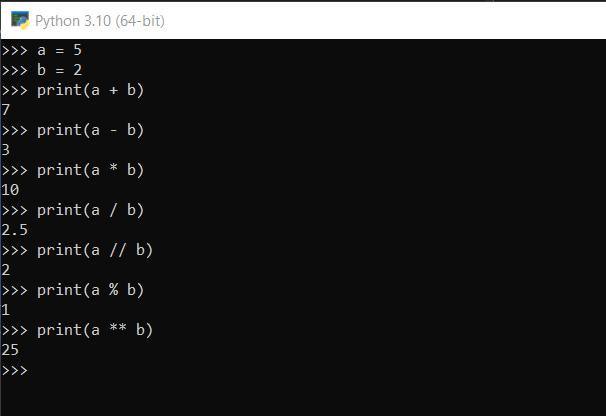 Python 3.10 (64-bit)
>>> a = 5
>>> b = 2
>>> print(a + b)
7
>>> print(a - b)
3
>>> print(a * b)
10
>>> print(a / b)
2.5
>>> print(a // b)
2
>>> print(a % b)
1
>>> print(a ** b)
25
>>>